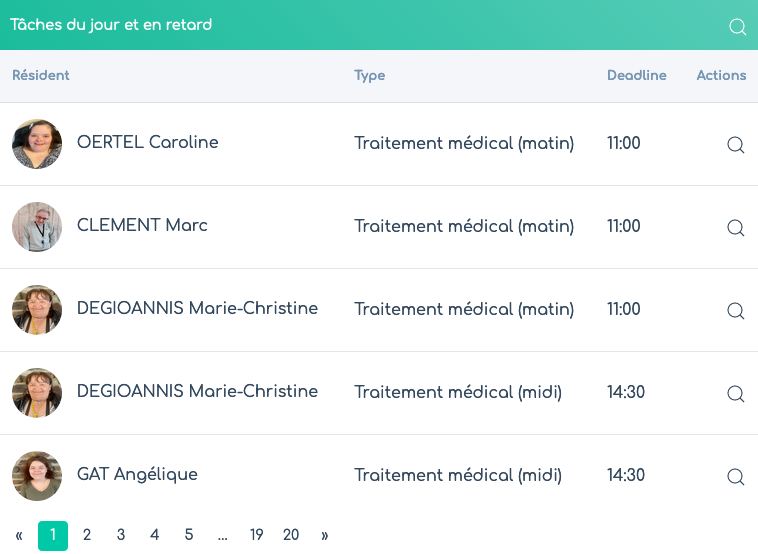 Tâches du jour et en retard
Résident Type Deadline Actions
OERTEL Caroline Traitement médical (matin) 11:00
CLEMENT Marc Traitement médical (matin) 11:00
DEGIOANNIS Marie-Christine Traitement médical (matin) 11:00
DEGIOANNIS Marie-Christine Traitement médical (midi) 14:30
GAT Angélique Traitement médical (midi) 14:30
« 1 2 3 4 5 ... 19 20 »